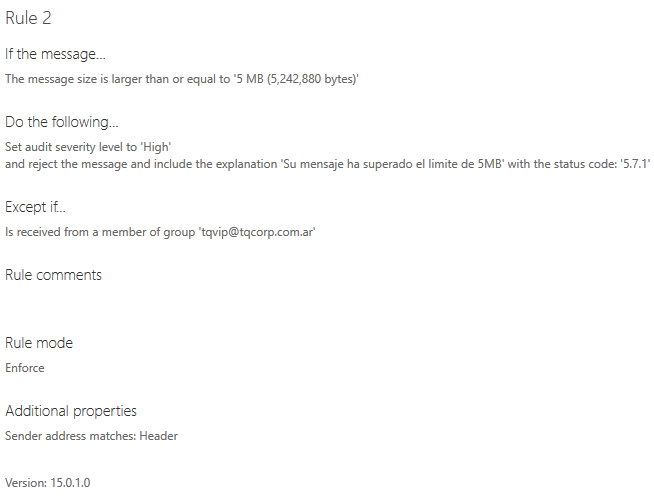 Rule 2
If the message...
The message size is larger than or equal to '5 MB (5,242,880 bytes)'
Do the following...
Set audit severity level to 'High'
and reject the message and include the explanation 'Su mensaje ha superado el limite de 5MB' with the status code: '5.7.1'
Except if...
Is received from a member of group 'tqvip@tqcorp.com.ar'
Rule comments
Rule mode
Enforce
Additional properties
Sender address matches: Header
Version: 15.0.1.0